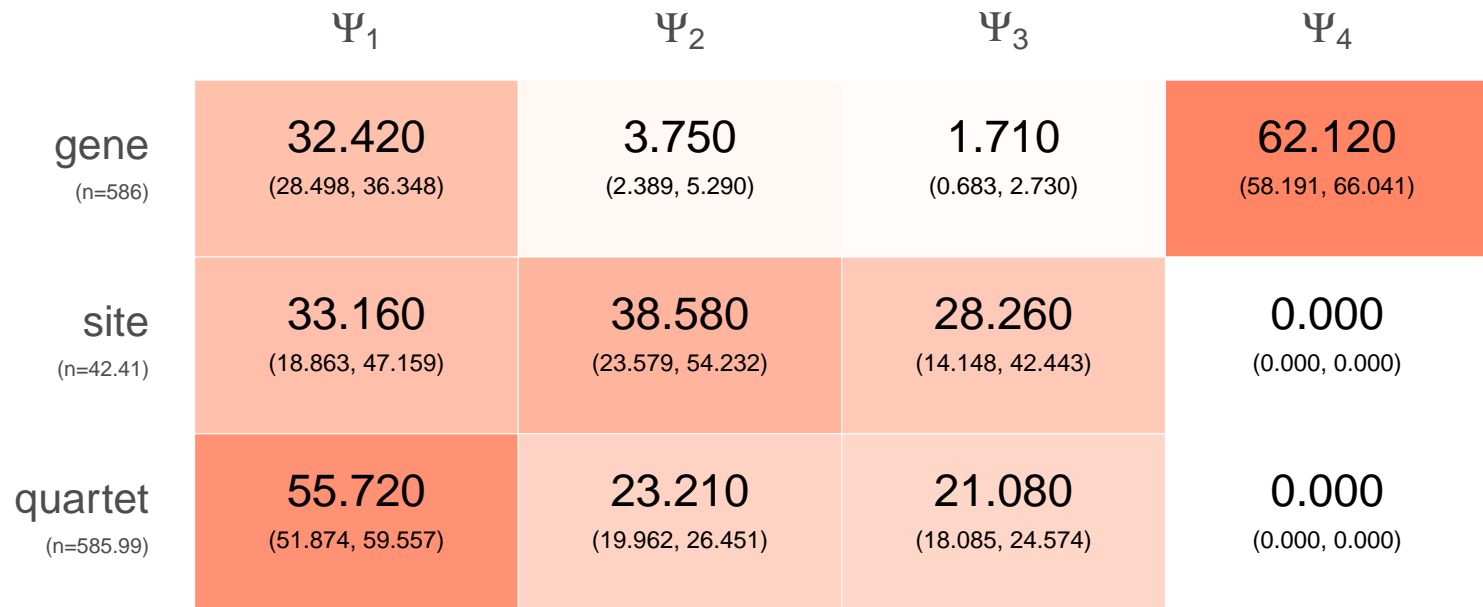 Ψ1 Ψ2 Ψ3 Ψ4
gene 32.420 3.750 1.710 62.120
(n=586) (28.498, 36.348) (2.389, 5.290) (0.683, 2.730) (58.191, 66.041)
site 33.160 38.580 28.260 0.000
(n=42.41) (18.863, 47.159) (23.579, 54.232) (14.148, 42.443) (0.000, 0.000)
quartet 55.720 23.210 21.080 0.000
(n=585.99) (51.874, 59.557) (19.962, 26.451) (18.085, 24.574) (0.000, 0.000)